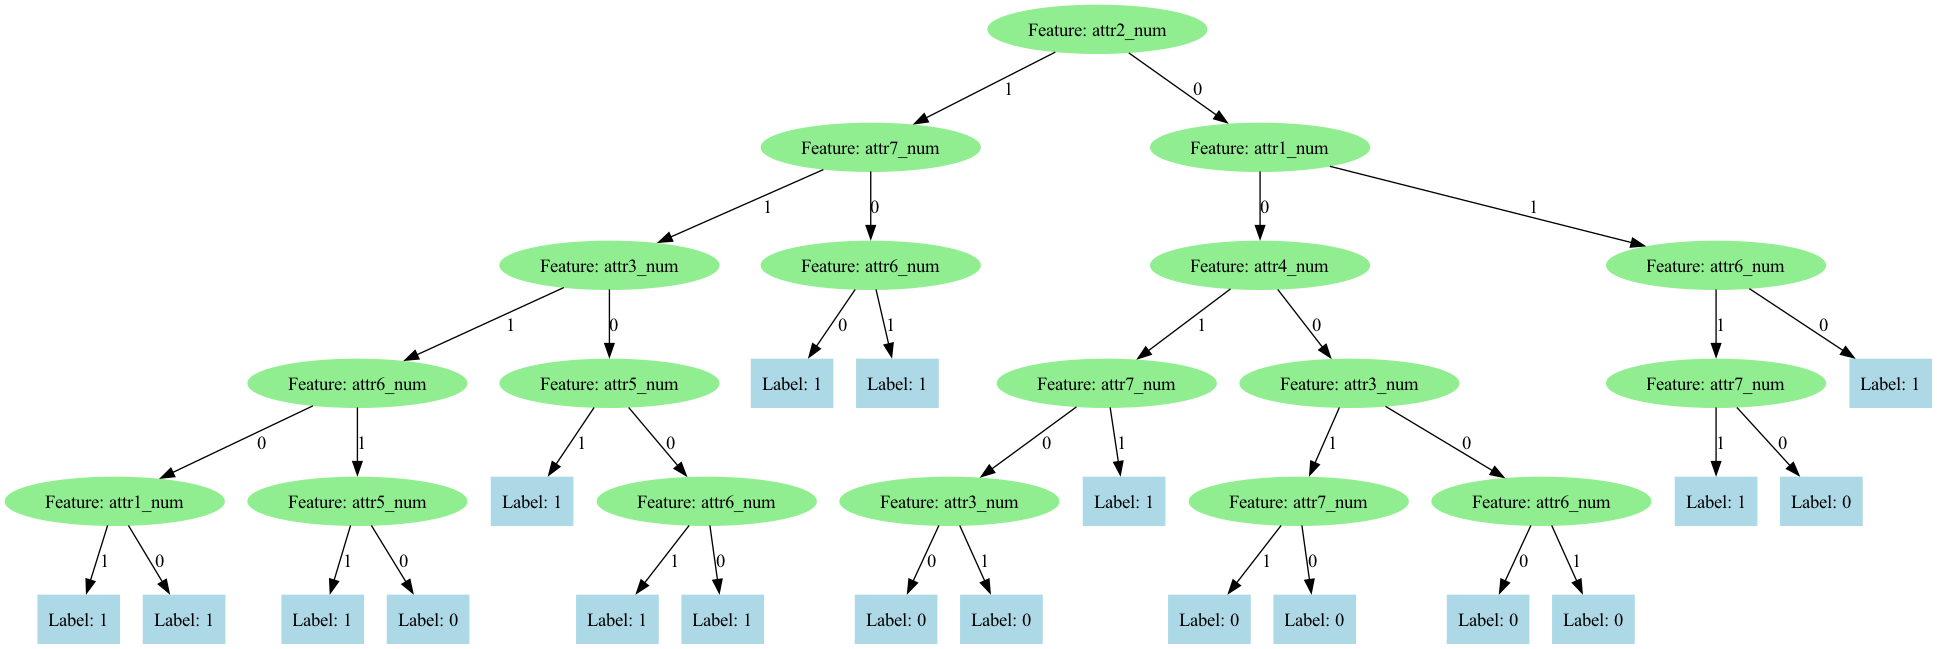 Feature: attr2_num
1
0
Feature: attr7_num
Feature: attr1_num
1
0
0
1
Feature: attr3_num
Feature: attr6_num
Feature: attr4_num
Feature: attr6_num
1
0
0
1
1
0
1
0
Feature: attr6_num
Feature: attr5_num
Label: 1
Label: 1
Feature: attr7_num
Feature: attr3_num
Feature: attr7_num
Label: 1
0
1
1
0
0
1
1
0
1
0
Feature: attr1_num
Feature: attr5_num
Label: 1
Feature: attr6_num
Feature: attr3_num
Label: 1
Feature: attr7_num
Feature: attr6_num
Label: 1
Label: 0
1
0
1
0
1
0
0
1
1
0
0
1
Label: 1
Label: 1
Label: 1
Label: 0
Label: 1
Label: 1
Label: 0
Label: 0
Label: 0
Label: 0
Label: 0
Label: 0